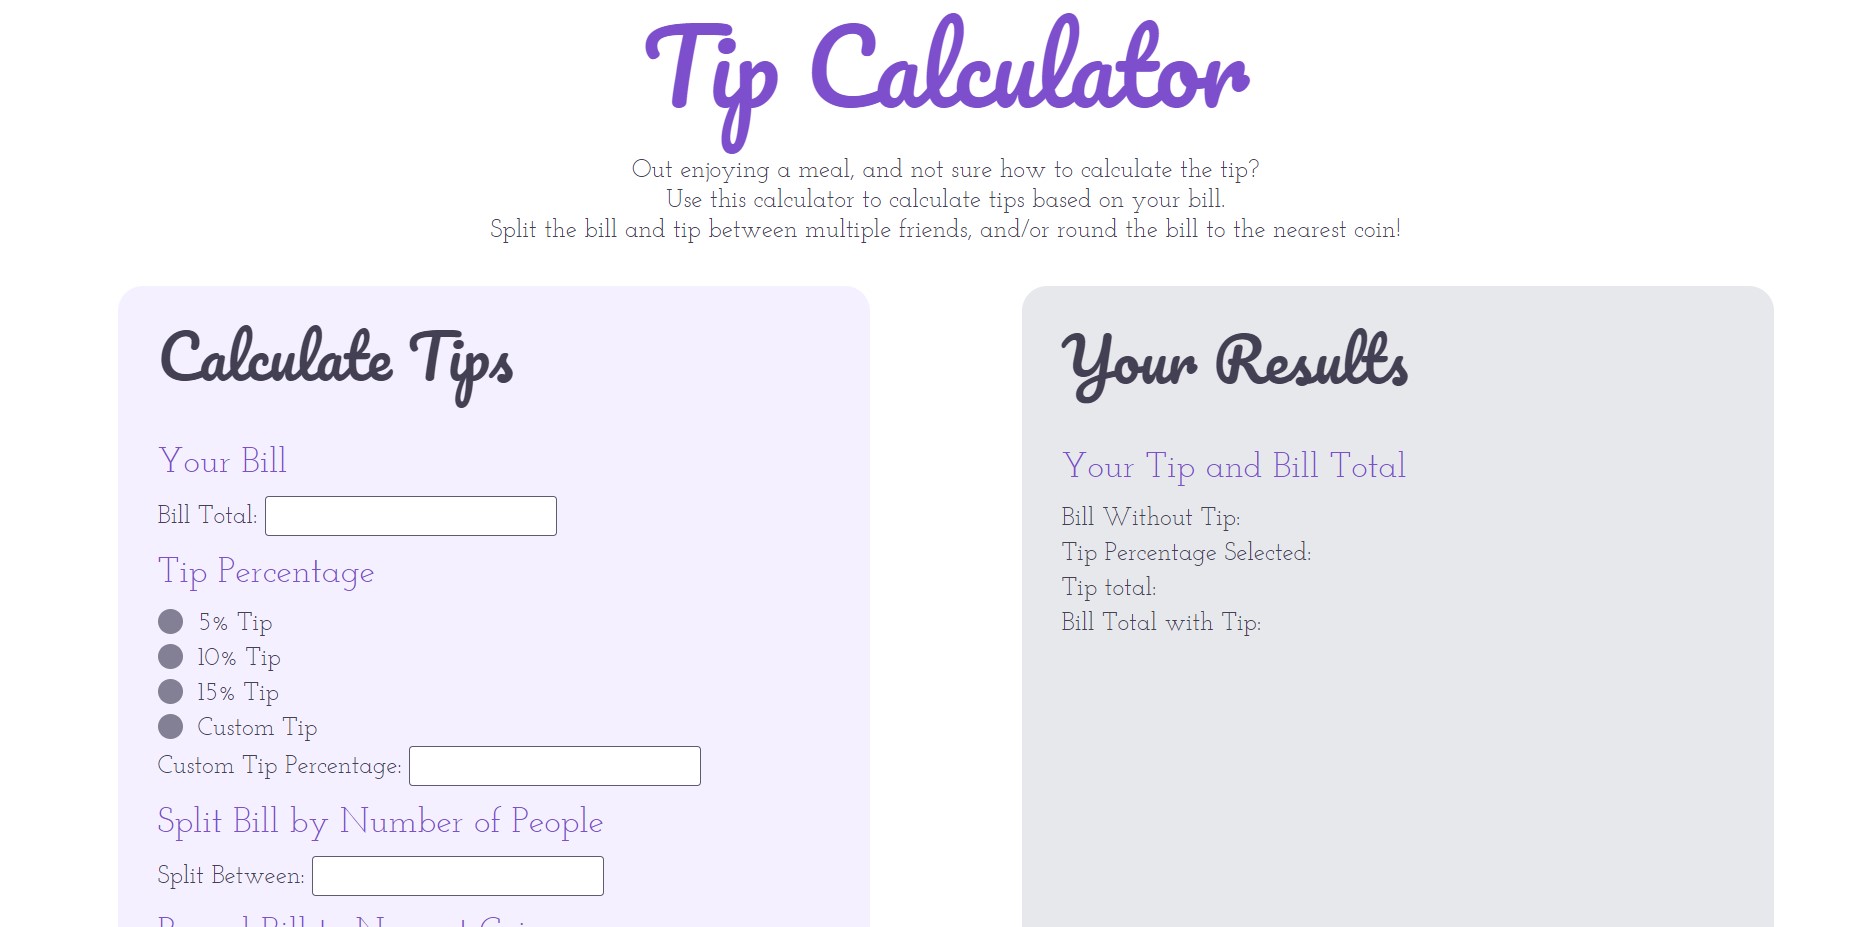 Tip Calculator
Out enjoying a meal, and not sure how to calculate the tip?
Use this calculator to calculate tips based on your bill.
Split the bill and tip between multiple friends, and/or round the bill to the nearest coin!
Calculate Tips
Your Bill
Bill Total:
Tip Percentage
5% Tip
10% Tip
15% Tip
Custom Tip
Custom Tip Percentage:
Split Bill by Number of People
Split Between:
Your Results
Your Tip and Bill Total
Bill Without Tip:
Tip Percentage Selected:
Tip total:
Bill Total with Tip: